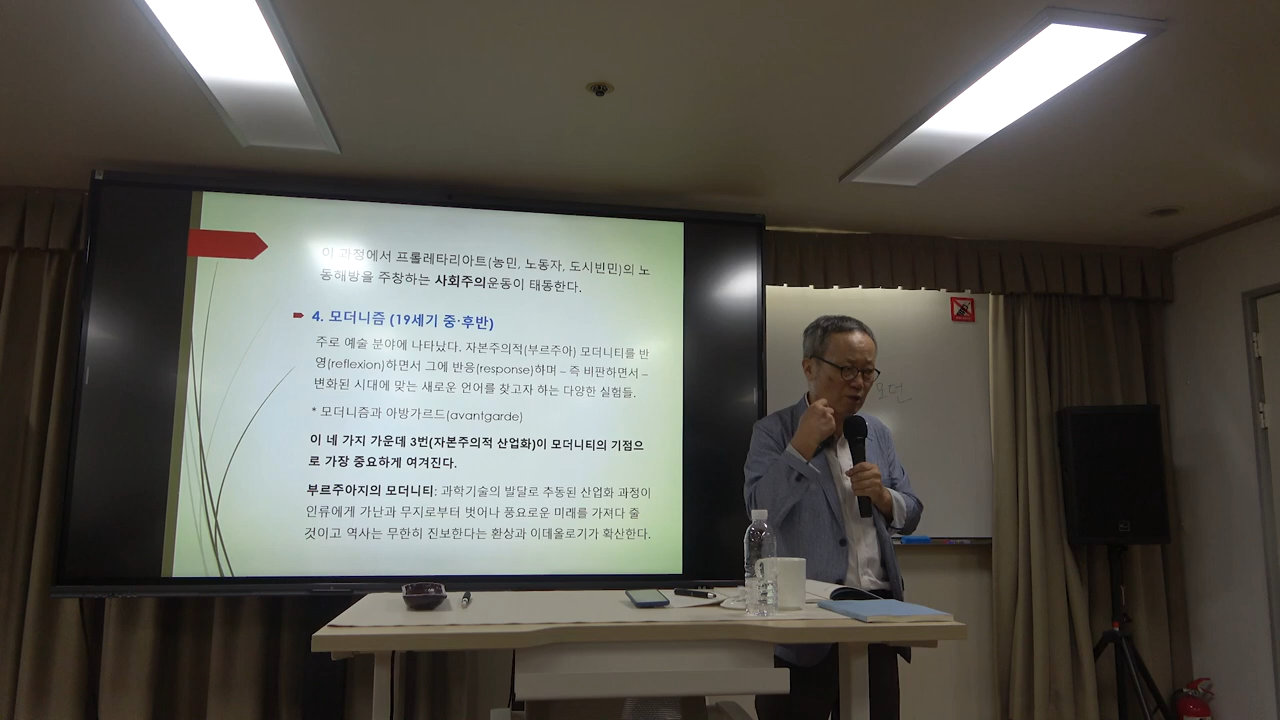 이 과정에서 프롤레타리아트(농민, 노동자, 도시빈민)의 노
동해방을 주창하는 사회주의운동이 태동한다.
4. 모더니즘 (19세기 중·후반)
주로 예술 분야에 나타났다. 자본주의적(부르주아) 모더니티를 반
영(reflexion)하면서 그에 반응(response)하며 – 즉 비판하면서 –
변화된 시대에 맞는 새로운 언어를 찾고자 하는 다양한 실험들.
* 모더니즘과 아방가르드(avantgarde)
이 네 가지 가운데 3번(자본주의적 산업화)이 모더니티의 기점으
로 가장 중요하게 여겨진다.
부르주아지의 모더니티: 과학기술의 발달로 추동된 산업화 과정이
인류에게 가난과 무지로부터 벗어나 풍요로운 미래를 가져다 줄
것이고 역사는 무한히 진보한다는 환상과 이데올로기가 확산한다.
모던